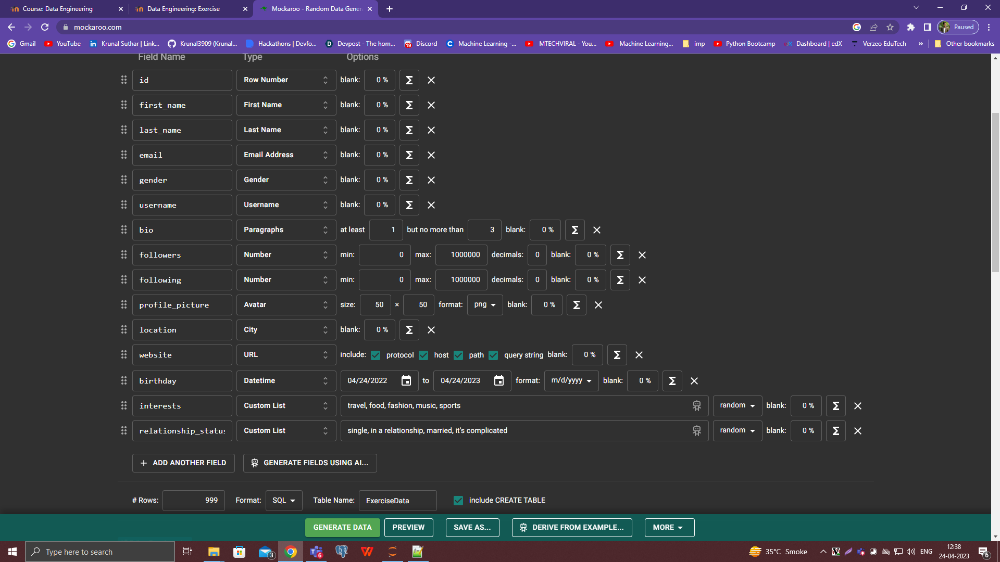 Course: Data Engineering
Data Engineering: Exercise
Mockaroo - Random Data Gener
mockaroo.com
Paused
Gmail YouTube Krunal Suthar | Link... Krunal3909 (Krunal... Hackathons | Devfo... Devpost - The hom... Discord Machine Learning -... MTECHVIRAL - You... Machine Learning... imp Python Bootcamp Dashboard | edX Verzeo EduTech » Other bookmarks
Field Name Type Options
id Row Number blank: 0 % Σ
first_name First Name blank: 0 % Σ
last_name Last Name blank: 0 % Σ
email Email Address blank: 0 % Σ
gender Gender blank: 0 % Σ
username Username blank: 0 % Σ
bio Paragraphs at least 1 but no more than 3 blank: 0 % Σ
followers Number min: 0 max: 1000000 decimals: 0 blank: 0 % Σ
following Number min: 0 max: 1000000 decimals: 0 blank: 0 % Σ
profile_picture Avatar size: 50 × 50 format: png blank: 0 % Σ
location City blank: 0 % Σ
website URL include: protocol host path query string blank: 0 % Σ
birthday Datetime 04/24/2022 to 04/24/2023 format: m/d/yyyy blank: 0 % Σ
interests Custom List travel, food, fashion, music, sports random blank: 0 % Σ
relationship_status Custom List single, in a relationship, married, it's complicated random blank: 0 % Σ
+ ADD ANOTHER FIELD GENERATE FIELDS USING AI...
# Rows: 999 Format: SQL Table Name: ExerciseData include CREATE TABLE
GENERATE DATA PREVIEW SAVE AS... DERIVE FROM EXAMPLE... MORE
Type here to search
3
6
35°C Smoke
ENG
12:38
24-04-2023
6